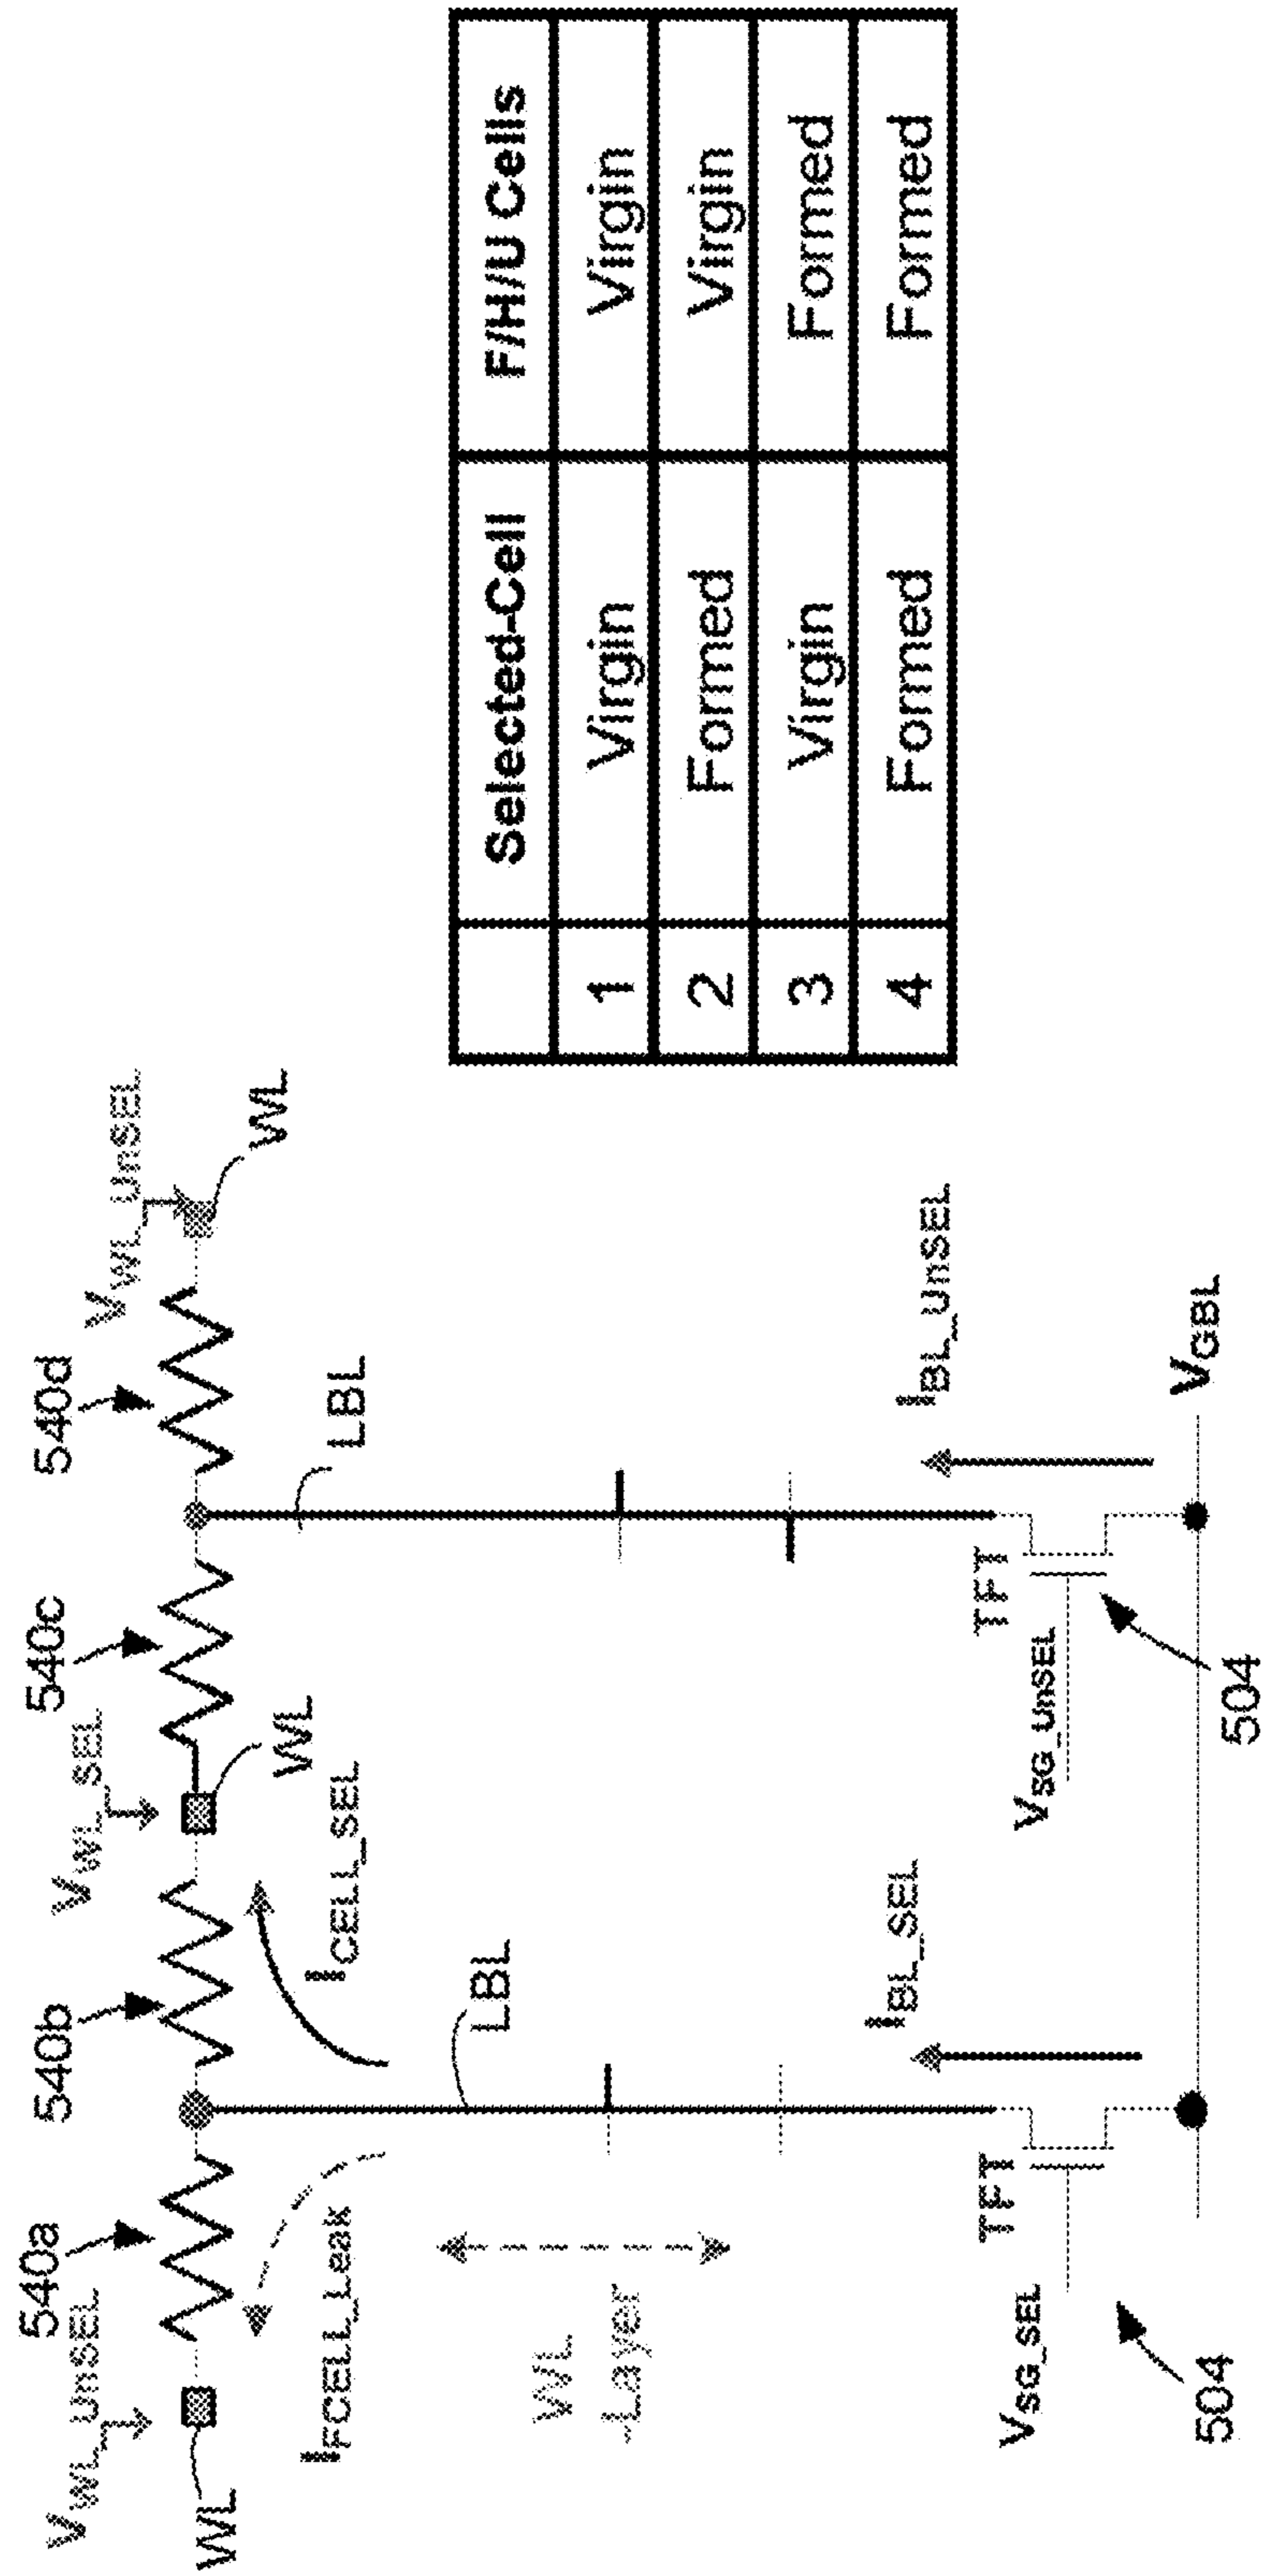 V_WL_UnSEL
540a
540b
V_WL_SEL
540c
540d
V_WL_UnSEL
WL
WL
WL
I_FCELL_Leak
I_CELL_SEL
LBL
LBL
WL
Layer
I_BL_SEL
I_BL_UnSEL
TFT
TFT
V_SG_SEL
V_SG_UnSEL
V_GBL
504
504
Selected-Cell F/H/U Cells
1 Virgin Virgin
2 Formed Virgin
3 Virgin Formed
4 Formed Formed